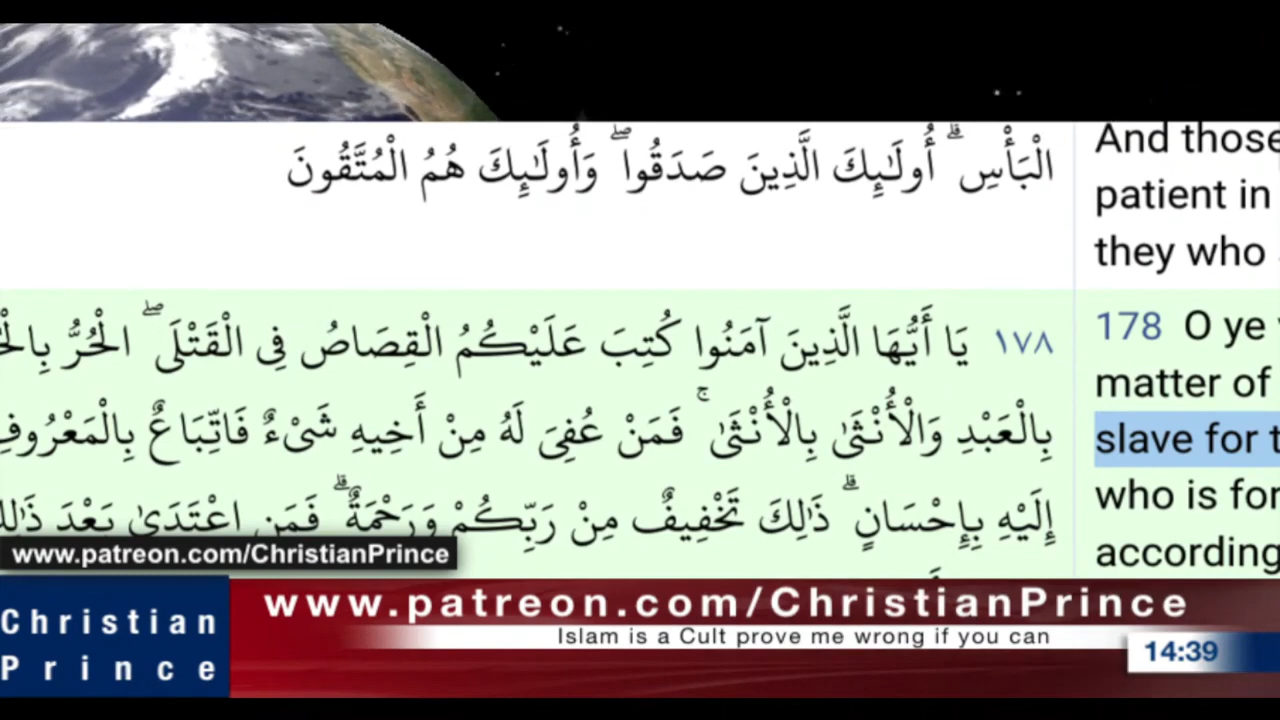 الْبَأْسِ ۗ أُولَٰئِكَ الَّذِينَ صَدَقُوا ۖ وَأُولَٰئِكَ هُمُ الْمُتَّقُونَ
And those
patient in
they who
١٧٨ يَا أَيُّهَا الَّذِينَ آمَنُوا كُتِبَ عَلَيْكُمُ الْقِصَاصُ فِي الْقَتْلَى ۖ الْحُرُّ
بِالْعَبْدِ وَالْأُنْثَىٰ بِالْأُنْثَىٰ ۚ فَمَنْ عُفِيَ لَهُ مِنْ أَخِيهِ شَيْءٌ فَاتِّبَاعٌ بِالْمَعْرُوفِ
إِلَيْهِ بِإِحْسَانٍ ۗ ذَٰلِكَ تَخْفِيفٌ مِنْ رَبِّكُمْ وَرَحْمَةٌ ۗ فَمَنِ اعْتَدَىٰ بَعْدَ
178 O ye
matter of
slave for
who is for
according
www.patreon.com/ChristianPrince
Christian
Prince
www.patreon.com/ChristianPrince
Islam is a Cult prove me wrong if you can
14:39